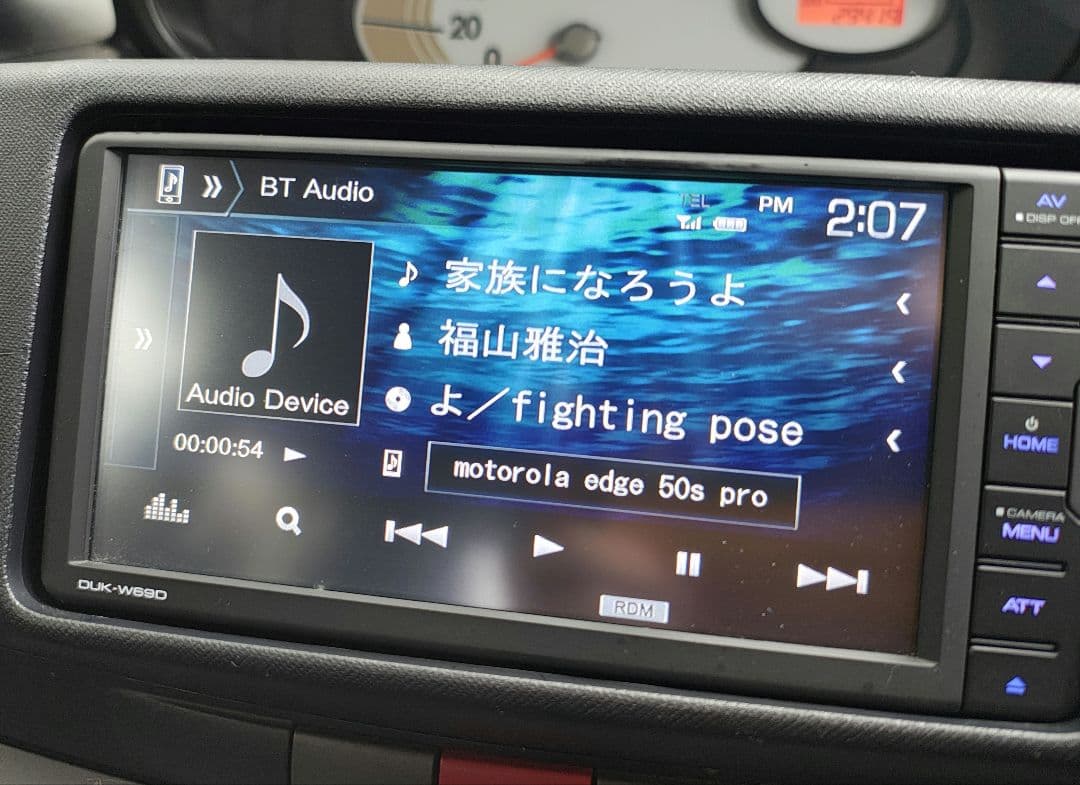 20
0
BT Audio
TEL
PM 2:07
AV
DISP OFF
家族になろうよ
福山雅治
Audio Device
よ／fighting pose
00:00:54
motorola edge 50s pro
HOME
CAMERA
MENU
RDM
DUK-W69D
ATT